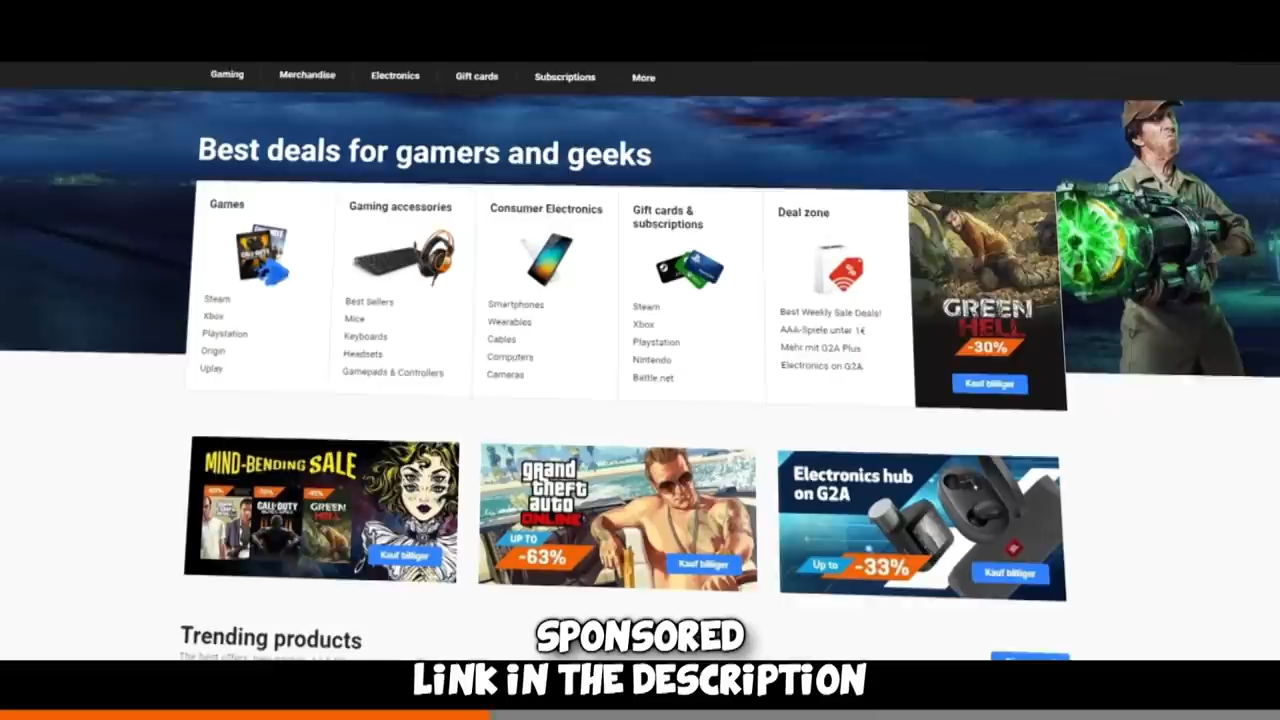 Gaming Merchandise Electronics Gift cards Subscriptions More
Best deals for gamers and geeks
Games
Steam
Xbox
Playstation
Origin
Uplay
Gaming accessories
Best Sellers
Mice
Keyboards
Headsets
Gamepads & Controllers
Consumer Electronics
Smartphones
Wearables
Cables
Computers
Cameras
Gift cards &
subscriptions
Steam
Xbox
Playstation
Nintendo
Battle.net
Deal zone
Best Weekly Sale Deals!
AAA-Spiele unter 1€
Mehr mit G2A Plus
Electronics on G2A
GREEN
HELL
-30%
Kauf billiger
MIND-BENDING SALE
CALL·DUTY
GREEN
HELL
Kauf billiger
grand
theft
auto
ONLINE
UP TO
-63%
Kauf billiger
Electronics hub
on G2A
Up to -33%
Kauf billiger
Trending products
SPONSORED
LINK IN THE DESCRIPTION